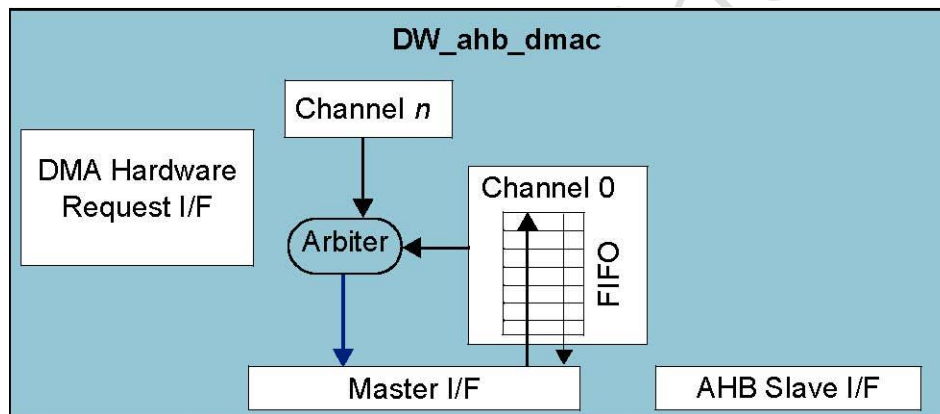 DW_ahb_dmac
Channel n
DMA Hardware
Request I/F
Channel 0
Arbiter
FIFO
Master I/F
AHB Slave I/F